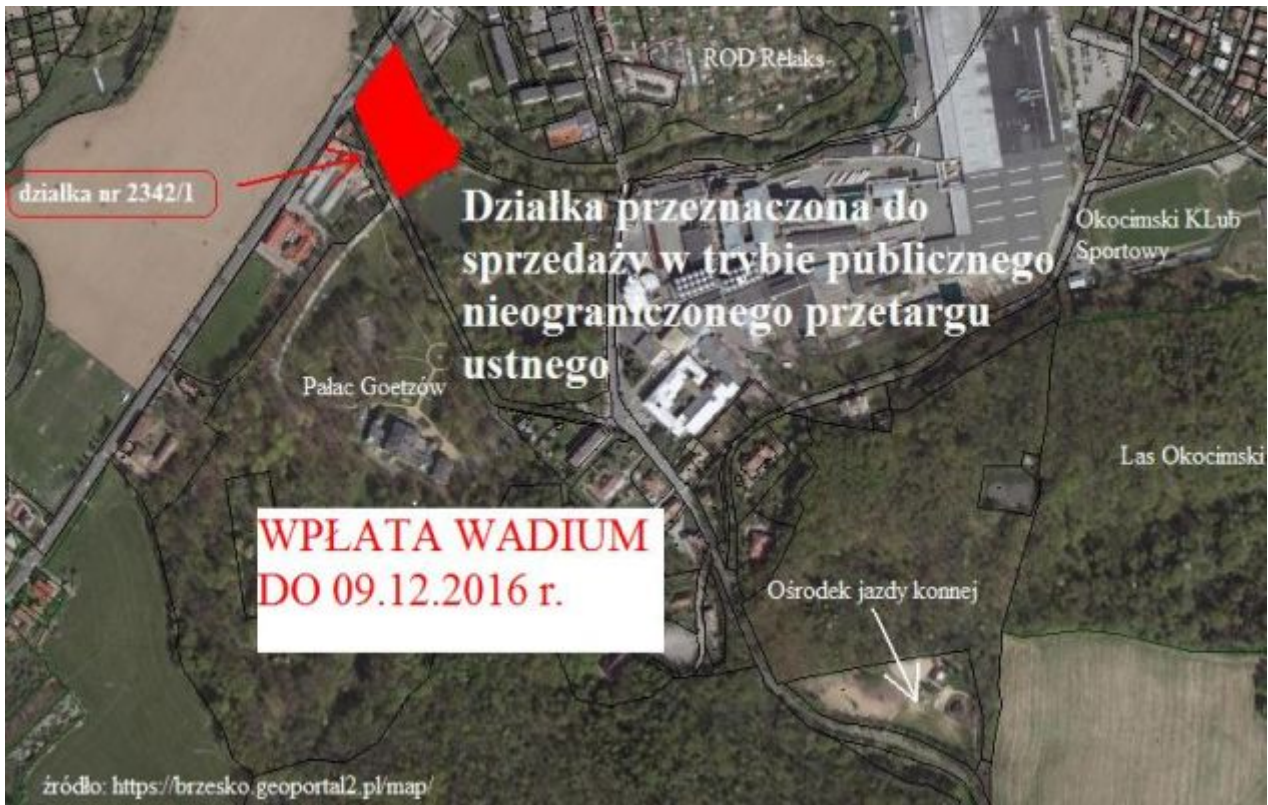 ROD Relaks
działka nr 2342/1
Działka przeznaczona do
sprzedaży w trybie publicznego
nieograniczonego przetargu
ustnego
Okocimski KLub
Sportowy
Pałac Goetzów
Las Okocimski
WPŁATA WADIUM
DO 09.12.2016 r.
Ośrodek jazdy konnej
źródło: https://brzesko.geoportal2.pl/map/